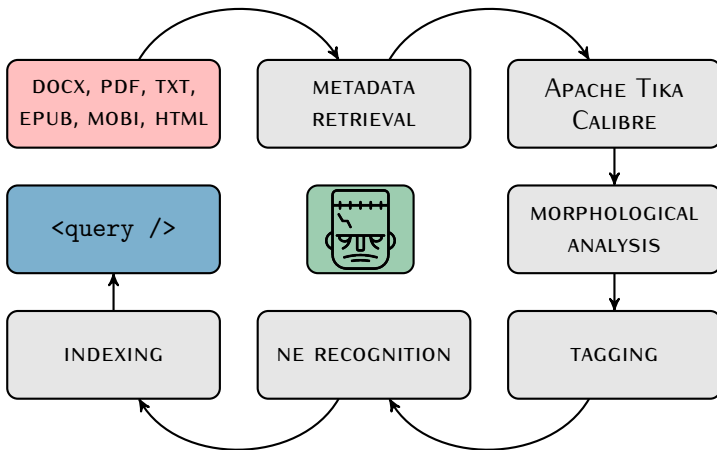 DOCX, PDF, TXT,
EPUB, MOBI, HTML
METADATA
RETRIEVAL
APACHE TIKA
CALIBRE
<query />
MORPHOLOGICAL
ANALYSIS
INDEXING
NE RECOGNITION
TAGGING